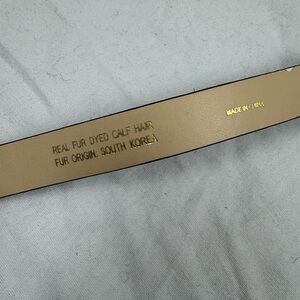 REAL FUR DYED CALF HAIR
FUR ORIGIN: SOUTH KOREA
MADE IN